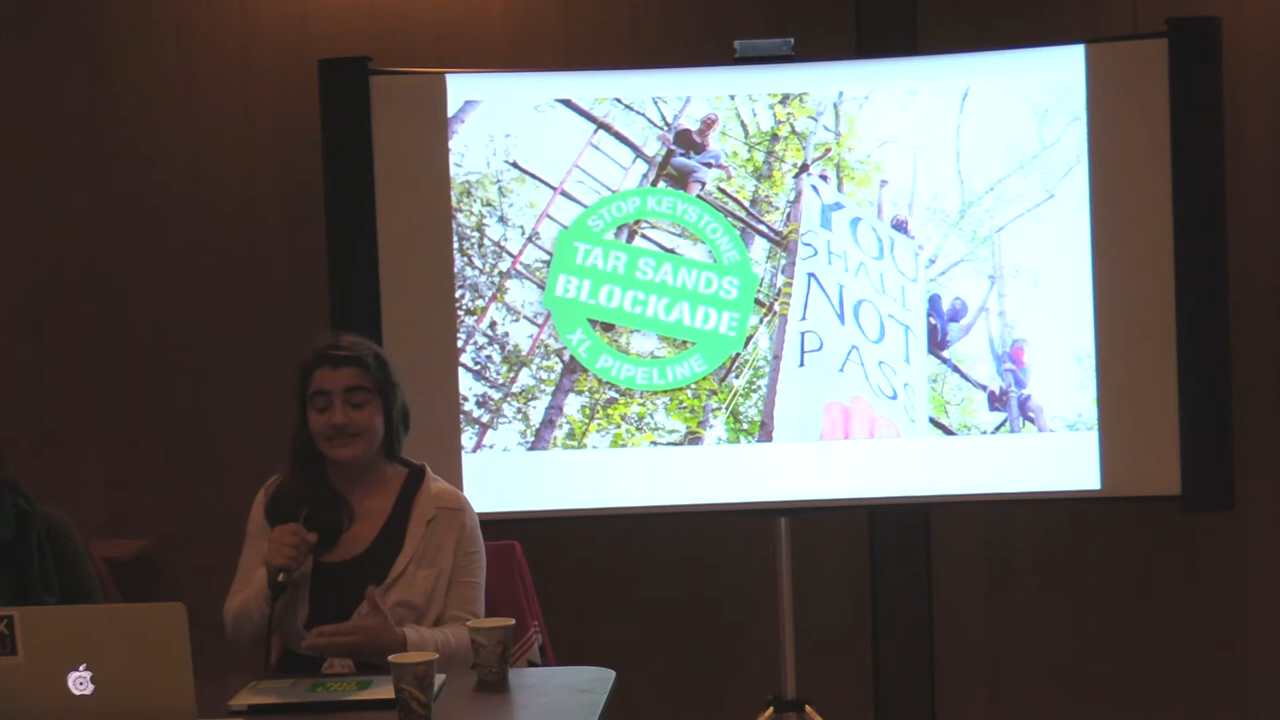 STOP KEYSTONE
TAR SANDS
BLOCKADE
XL PIPELINE
YOU
SHALL
NOT
PASS